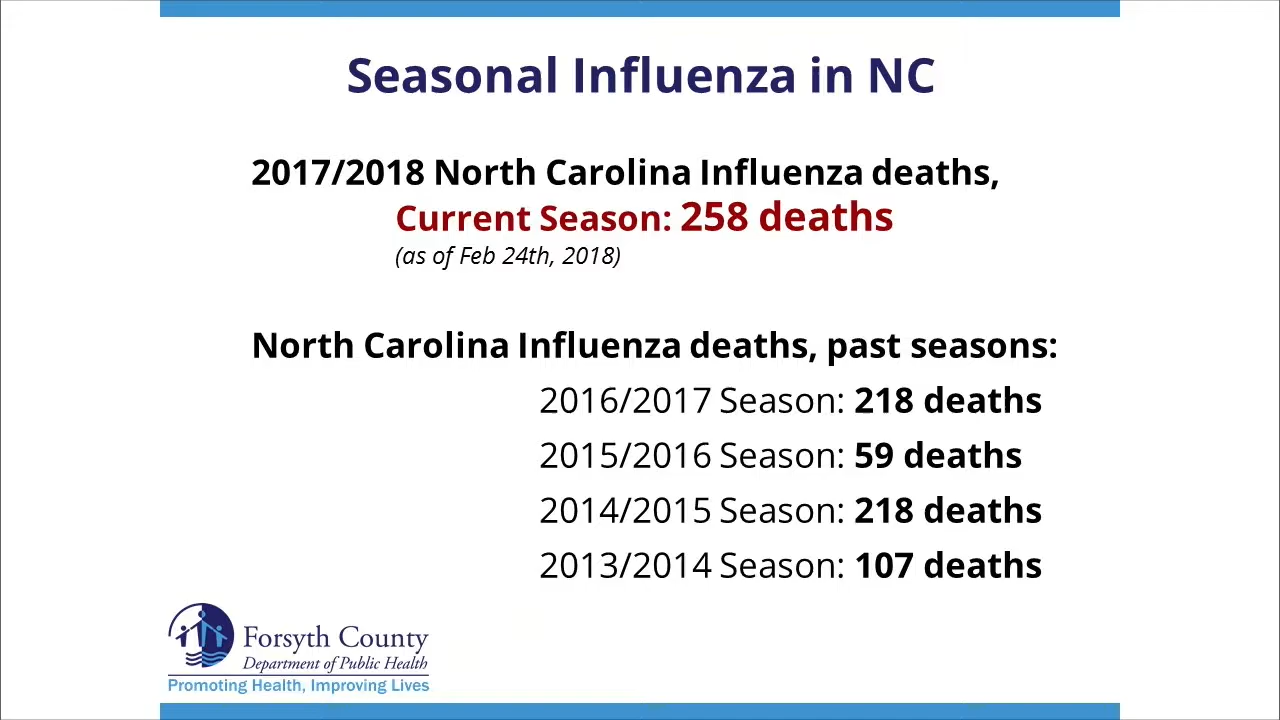 Seasonal Influenza in NC
2017/2018 North Carolina Influenza deaths,
Current Season: 258 deaths
(as of Feb 24th, 2018)
North Carolina Influenza deaths, past seasons:
2016/2017 Season: 218 deaths
2015/2016 Season: 59 deaths
2014/2015 Season: 218 deaths
2013/2014 Season: 107 deaths
Forsyth County
Department of Public Health
Promoting Health, Improving Lives